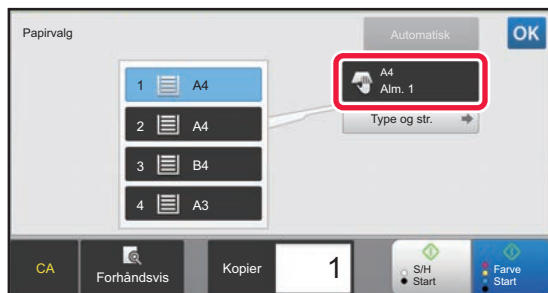 Papirvalg
Automatisk
OK
1 A4
2 A4
3 B4
4 A3
A4
Alm. 1
Type og str.
CA
Forhåndsvis
Kopier
1
S/H
Start
Farve
Start